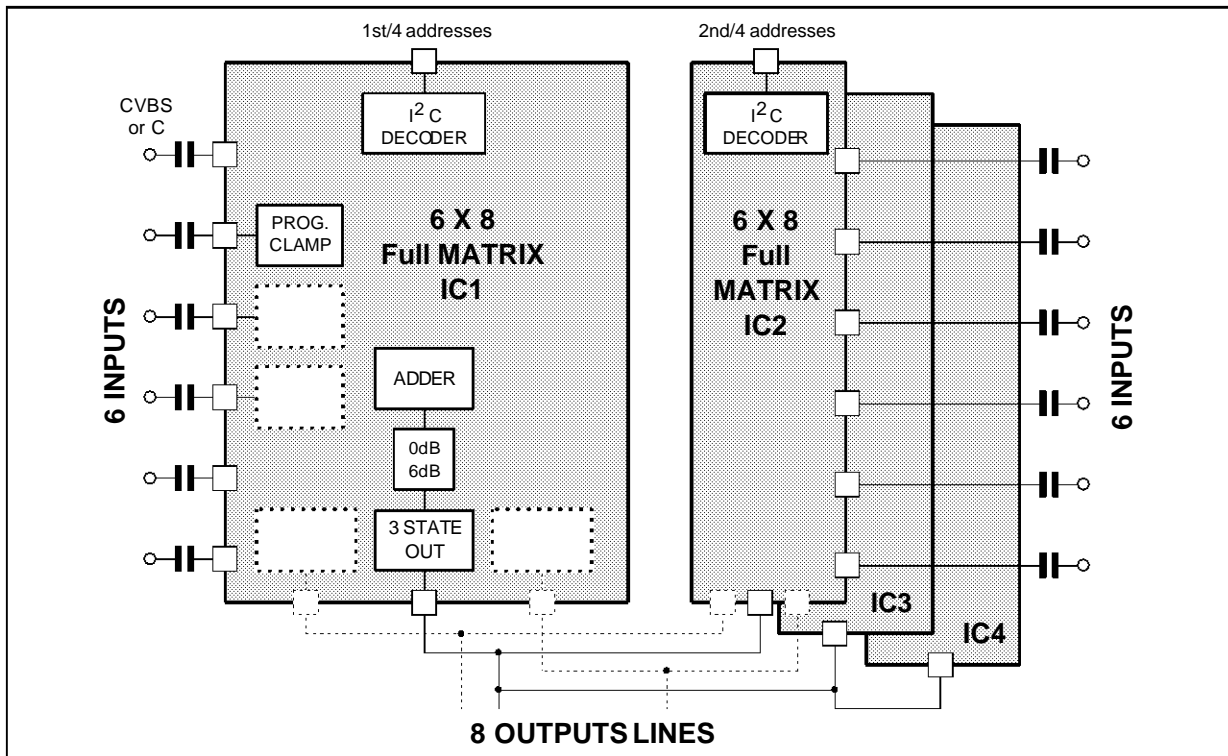 1st/4 addresses
2nd/4 addresses
CVBS
or C
I2C
DECODER
I2C
DECODER
PROG.
CLAMP
6 X 8
Full MATRIX
IC1
6 X 8
Full
MATRIX
IC2
6 INPUTS
6 INPUTS
ADDER
0dB
6dB
3 STATE
OUT
IC3
IC4
8 OUTPUTS LINES